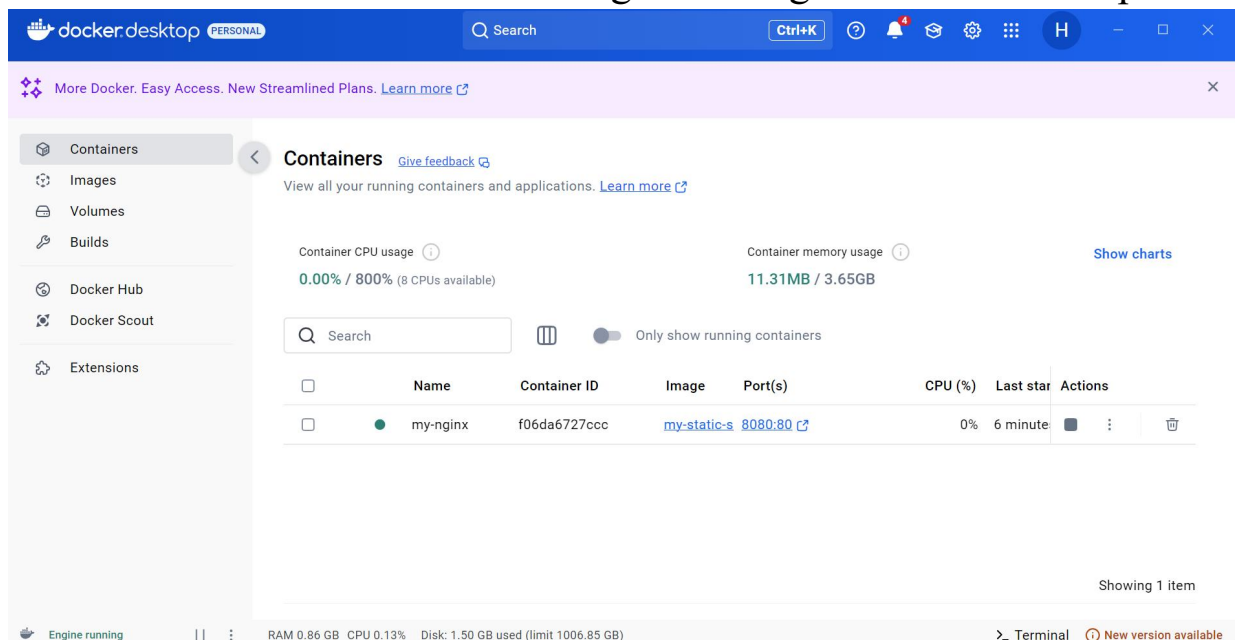 docker.desktop PERSONAL Search Ctrl+K 4 H
More Docker. Easy Access. New Streamlined Plans. Learn more
Containers
Images
Volumes
Builds
Docker Hub
Docker Scout
Extensions
Containers Give feedback
View all your running containers and applications. Learn more
Container CPU usage
0.00% / 800% (8 CPUs available)
Container memory usage
11.31MB / 3.65GB
Show charts
Search Only show running containers
Name Container ID Image Port(s) CPU (%) Last star Actions
my-nginx f06da6727ccc my-static-s 8080:80 0% 6 minute
Showing 1 item
Engine running RAM 0.86 GB CPU 0.13% Disk: 1.50 GB used (limit 1006.85 GB) Terminal New version available